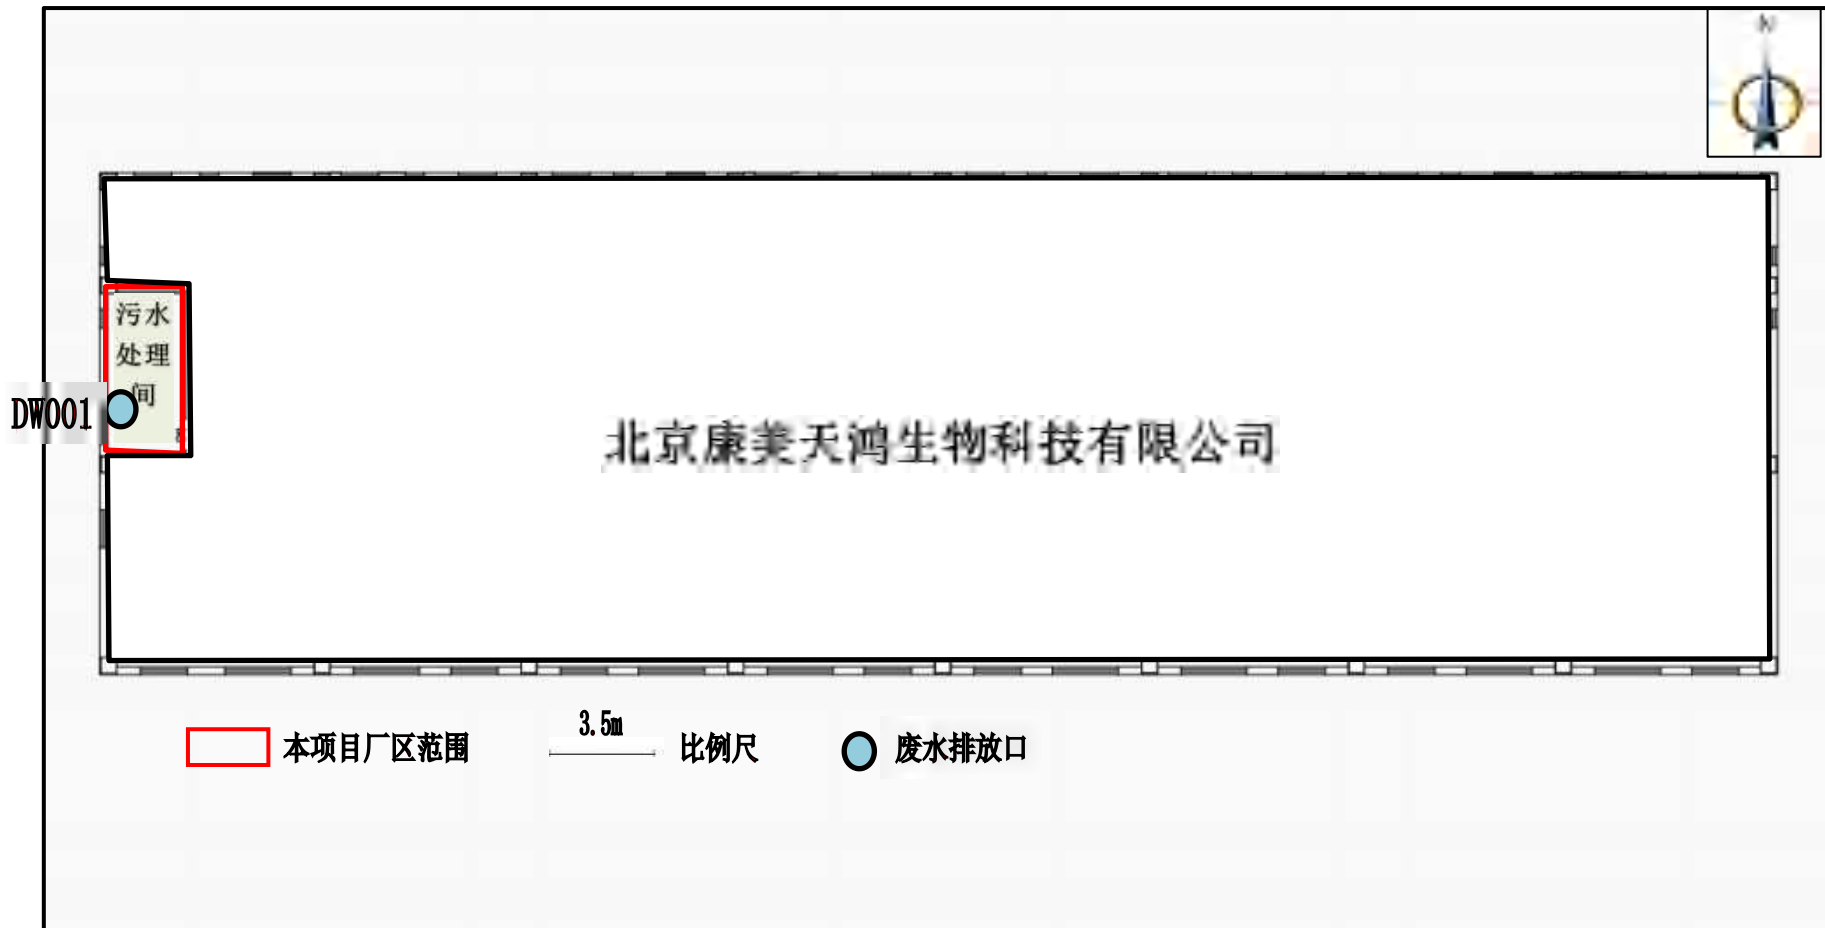 N
污水
处理
间
DW001
北京康美天鸿生物科技有限公司
3.5m
本项目厂区范围
比例尺
废水排放口